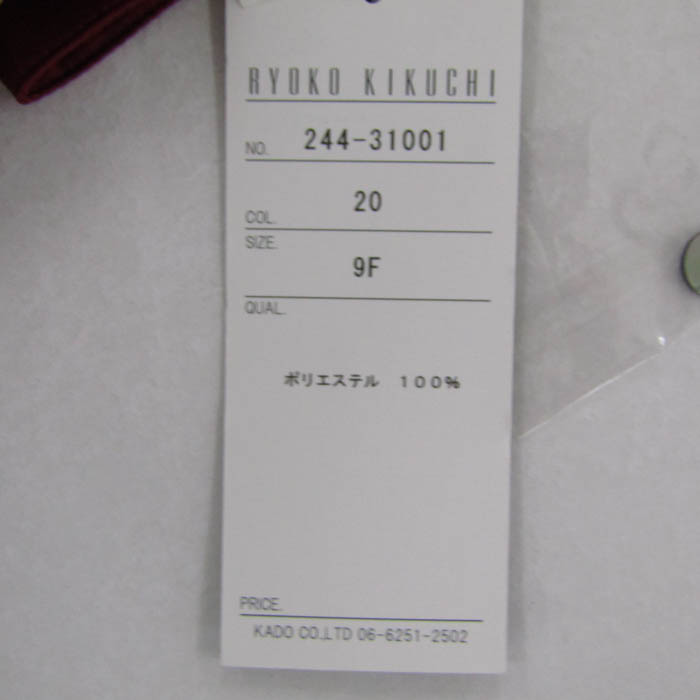 RYOKO KIKUCHI
NO. 244-31001
COL. 20
SIZE. 9F
QUAL.
ポリエステル 100%
PRICE.
KADO CO.,LTD 06-6251-2502